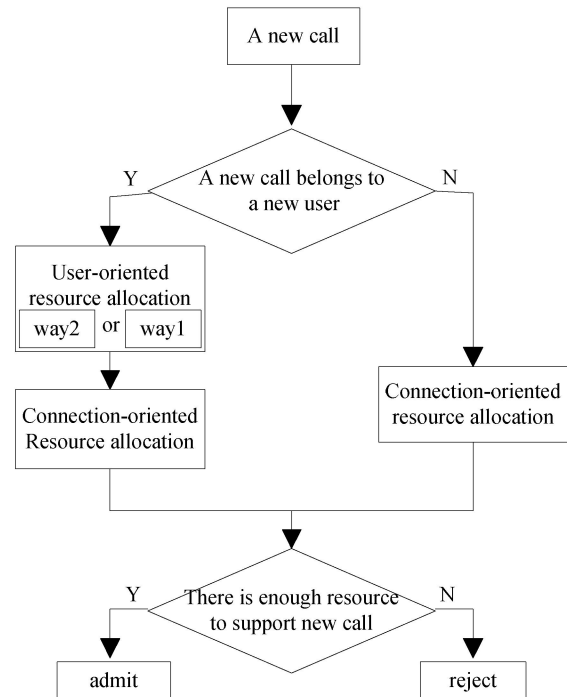 A new call
Y
A new call belongs to
a new user
N
User-oriented
resource allocation
way2 or way1
Connection-oriented
Resource allocation
Connection-oriented
resource allocation
Y
There is enough resource
to support new call
N
admit
reject